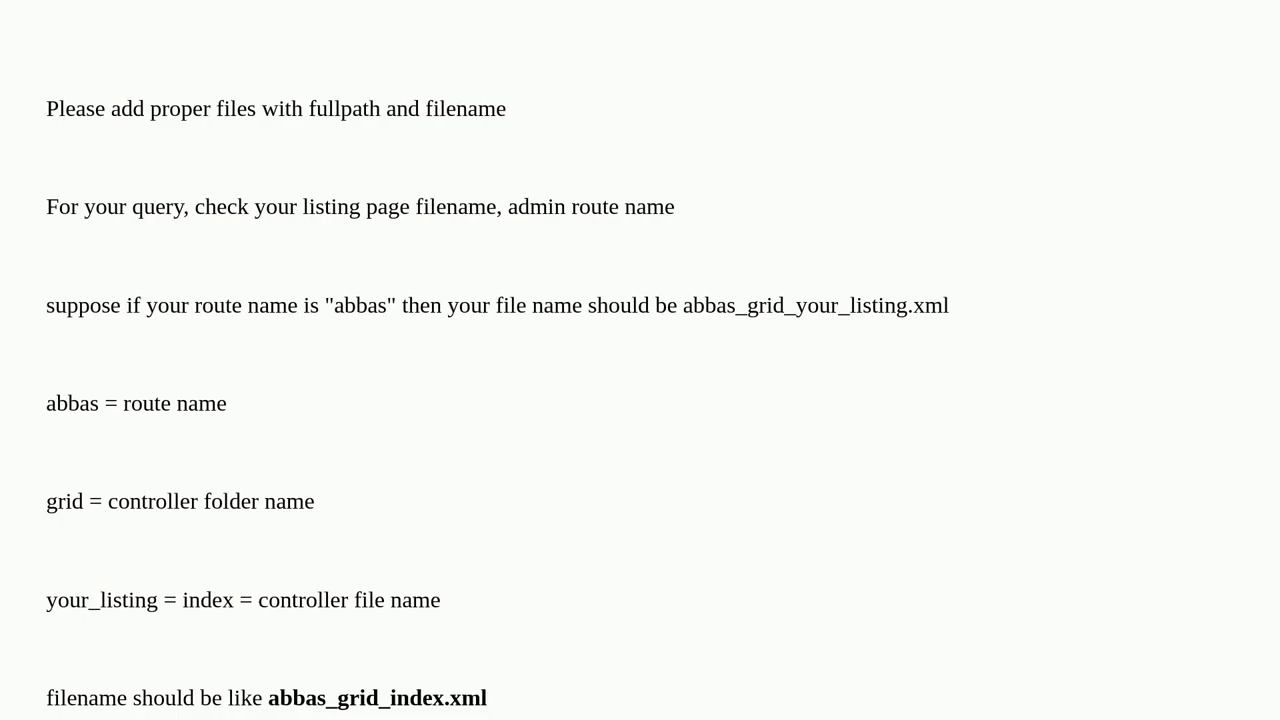 Please add proper files with fullpath and filename
For your query, check your listing page filename, admin route name
suppose if your route name is "abbas" then your file name should be abbas_grid_your_listing.xml
abbas = route name
grid = controller folder name
your_listing = index = controller file name
filename should be like abbas_grid_index.xml